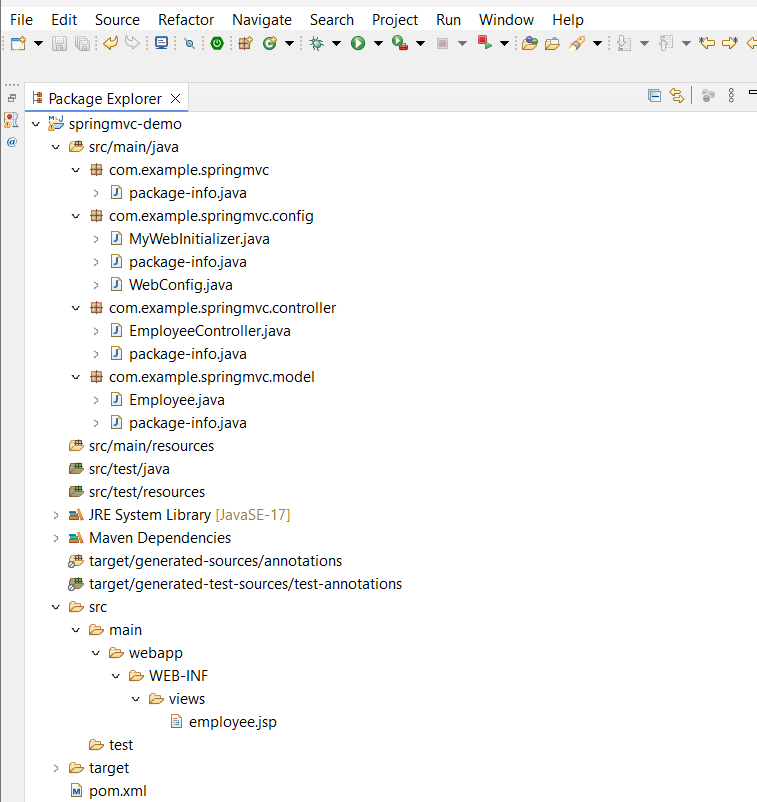 File Edit Source Refactor Navigate Search Project Run Window Help
Package Explorer
springmvc-demo
src/main/java
com.example.springmvc
package-info.java
com.example.springmvc.config
MyWebInitializer.java
package-info.java
WebConfig.java
com.example.springmvc.controller
EmployeeController.java
package-info.java
com.example.springmvc.model
Employee.java
package-info.java
src/main/resources
src/test/java
src/test/resources
JRE System Library [JavaSE-17]
Maven Dependencies
target/generated-sources/annotations
target/generated-test-sources/test-annotations
src
main
webapp
WEB-INF
views
employee.jsp
test
target
pom.xml